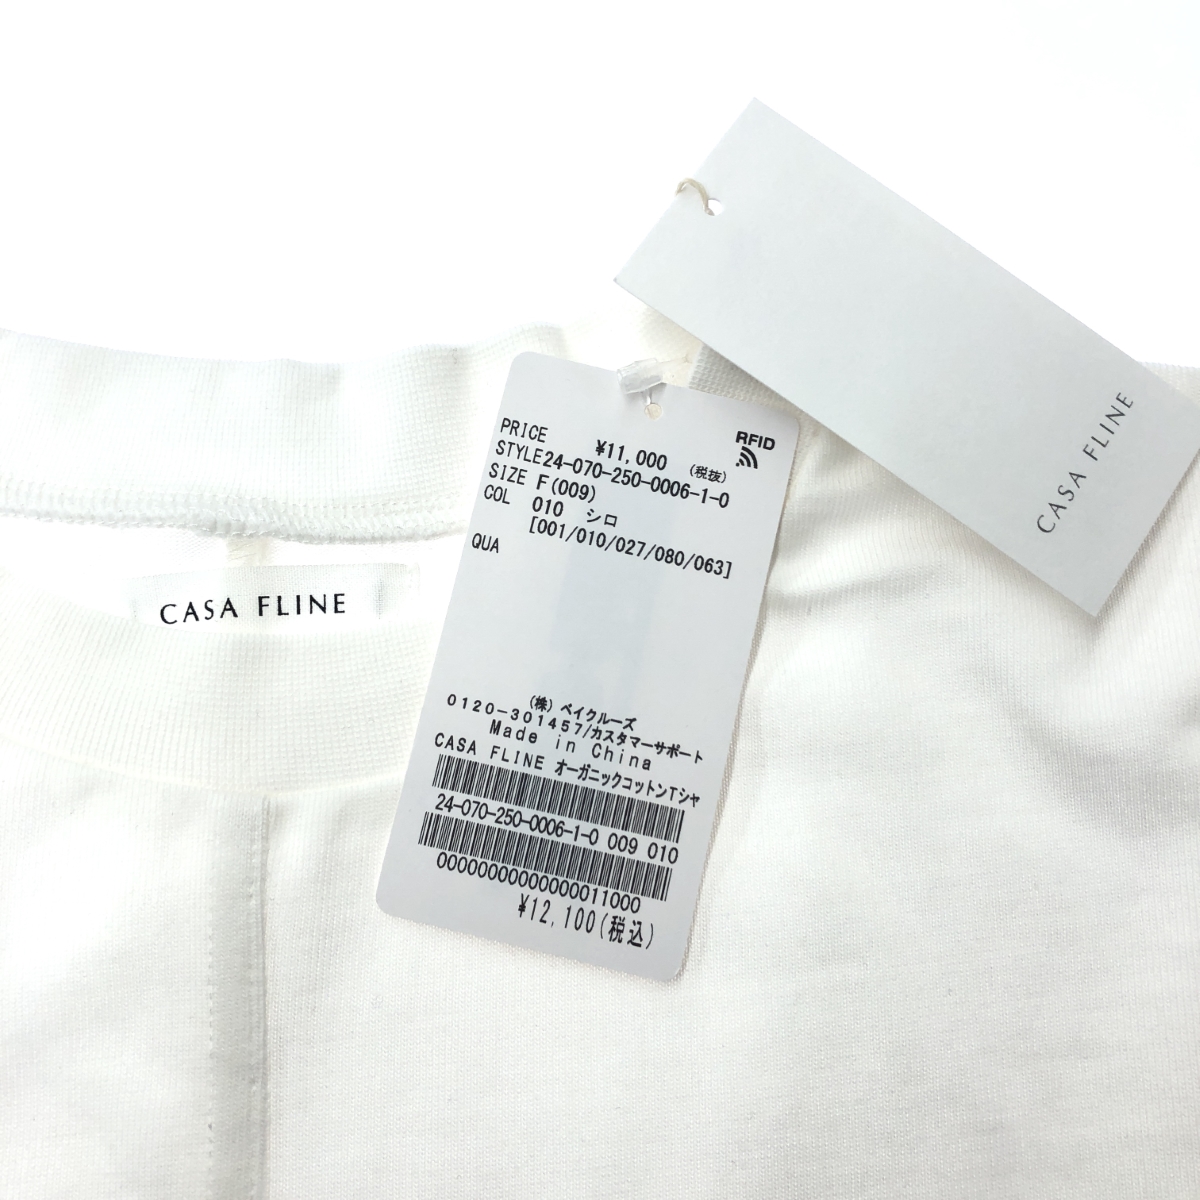 PRICE ¥11,000 (税抜)
RFID
STYLE24-070-250-0006-1-0
SIZE F(009)
COL 010 シロ
[001/010/027/080/063]
QUA
(株) ベイクルーズ
0120-301457/カスタマーサポート
Made in China
CASA FLINE オーガニックコットンTシャ
24-070-250-0006-1-0 009 010
00000000000000011000
¥12,100(税込)
CASA FLINE
CASA FLINE